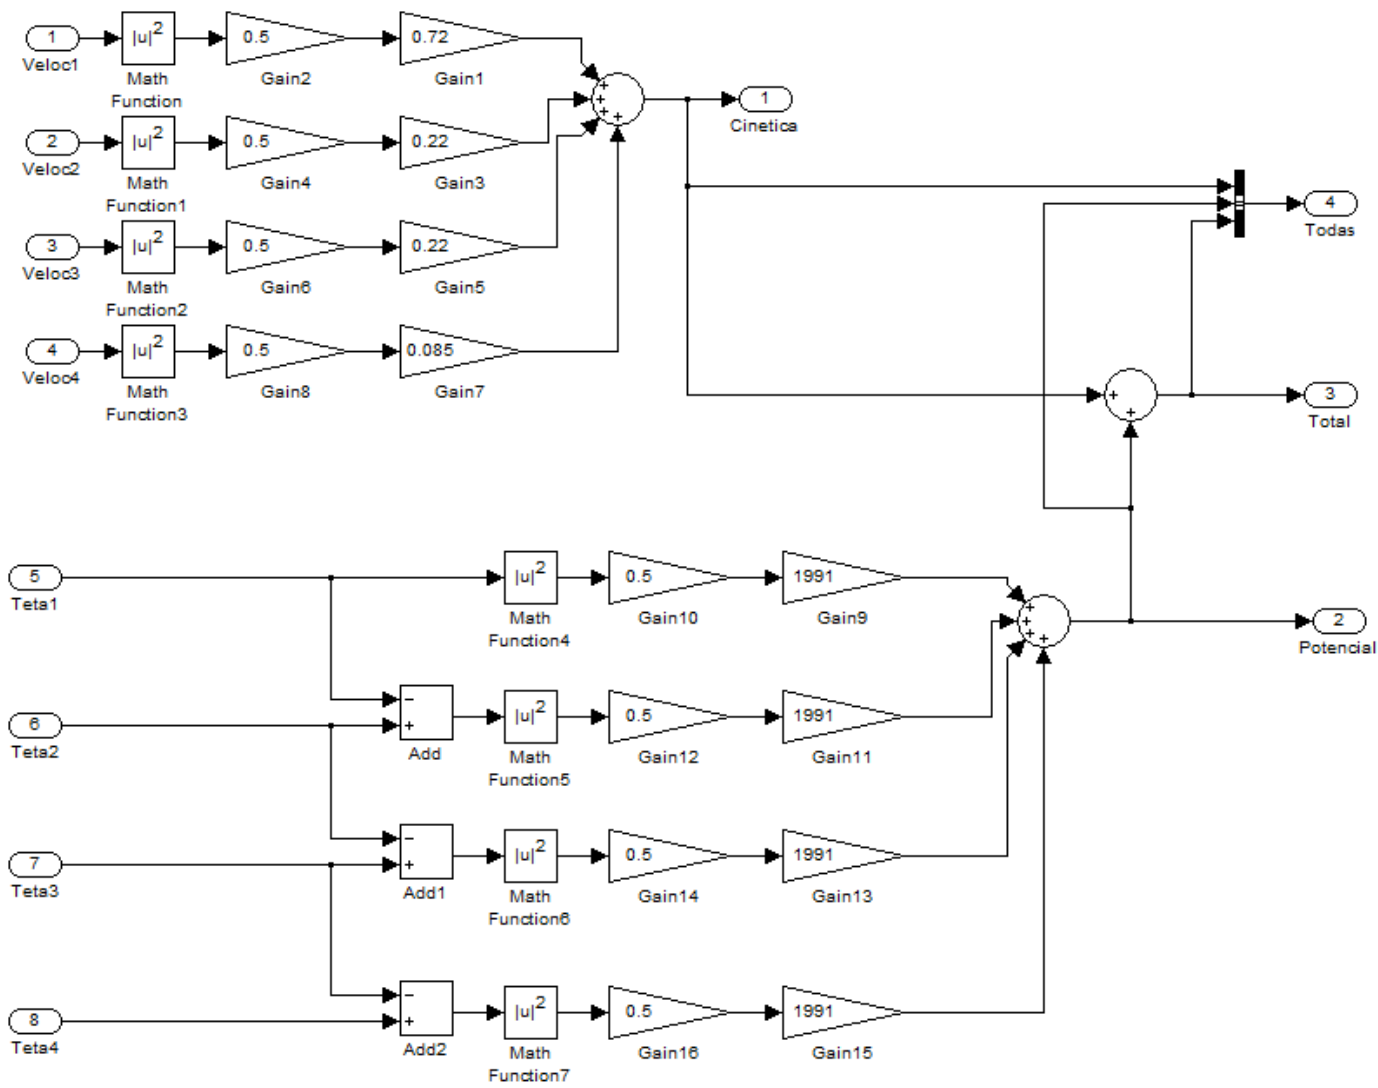 1
Veloc1
|u|2
Math
Function
0.5
Gain2
0.72
Gain1
2
Veloc2
|u|2
Math
Function1
0.5
Gain4
0.22
Gain3
3
Veloc3
|u|2
Math
Function2
0.5
Gain6
0.22
Gain5
4
Veloc4
|u|2
Math
Function3
0.5
Gain8
0.085
Gain7
+
+
+
+
1
Cinetica
4
Todas
+
+
3
Total
5
Teta1
|u|2
Math
Function4
0.5
Gain10
1991
Gain9
6
Teta2
−
+
Add
|u|2
Math
Function5
0.5
Gain12
1991
Gain11
7
Teta3
−
+
Add1
|u|2
Math
Function6
0.5
Gain14
1991
Gain13
8
Teta4
−
+
Add2
|u|2
Math
Function7
0.5
Gain16
1991
Gain15
+
+
+
+
2
Potencial